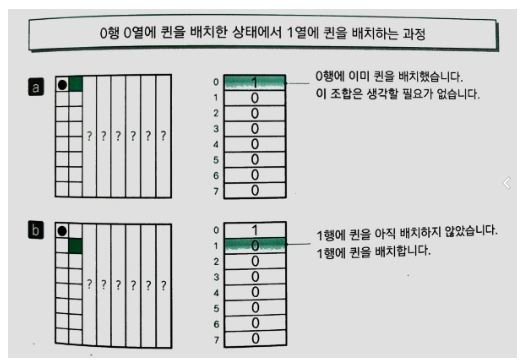 0행 0열에 퀸을 배치한 상태에서 1열에 퀸을 배치하는 과정
a
? ? ? ? ? ?
0 1
1 0
2 0
3 0
4 0
5 0
6 0
7 0
0행에 이미 퀸을 배치했습니다.
이 조합은 생각할 필요가 없습니다.
b
? ? ? ? ? ?
0 1
1 0
2 0
3 0
4 0
5 0
6 0
7 0
1행에 퀸을 아직 배치하지 않았습니다.
1행에 퀸을 배치합니다.